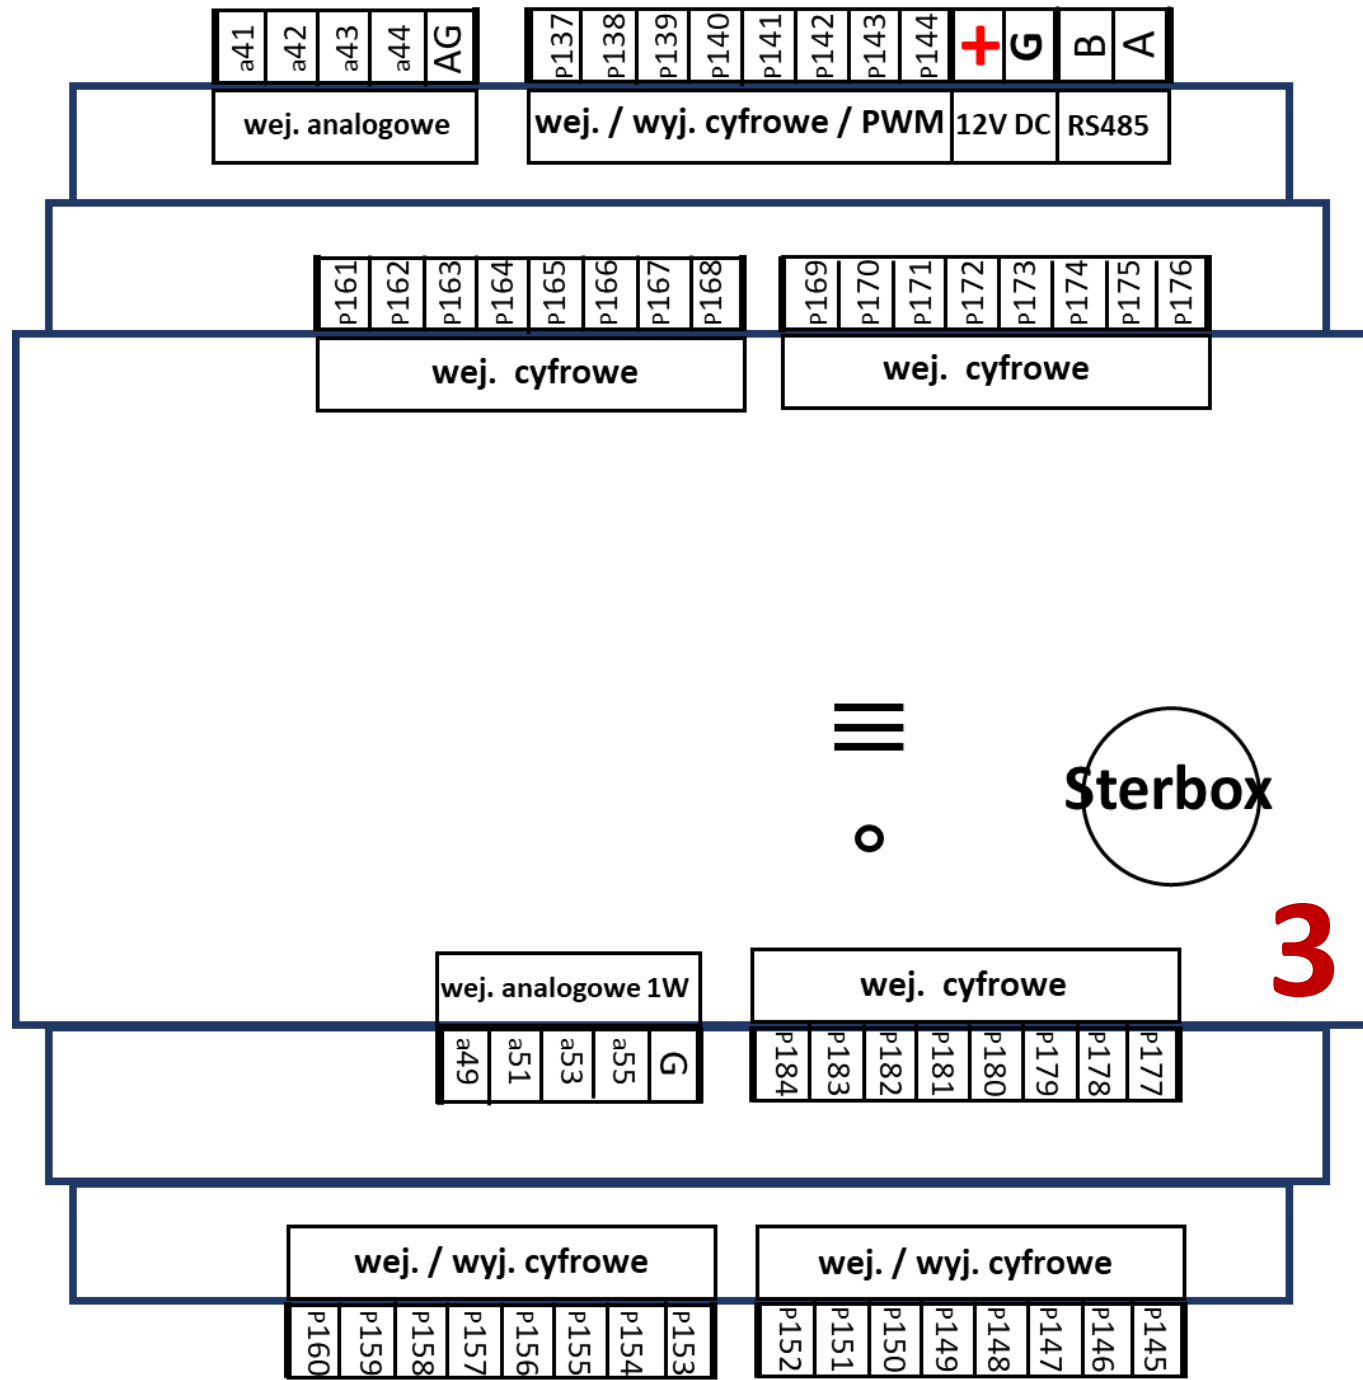 a41 a42 a43 a44 AG P137 P138 P139 P140 P141 P142 P143 P144 + G B A
wej. analogowe wej. / wyj. cyfrowe / PWM 12V DC RS485
P161 P162 P163 P164 P165 P166 P167 P168 P169 P170 P171 P172 P173 P174 P175 P176
wej. cyfrowe wej. cyfrowe
Sterbox
3
wej. analogowe 1W wej. cyfrowe
a49 a51 a53 a55 G P184 P183 P182 P181 P180 P179 P178 P177
wej. / wyj. cyfrowe wej. / wyj. cyfrowe
P160 P159 P158 P157 P156 P155 P154 P153 P152 P151 P150 P149 P148 P147 P146 P145